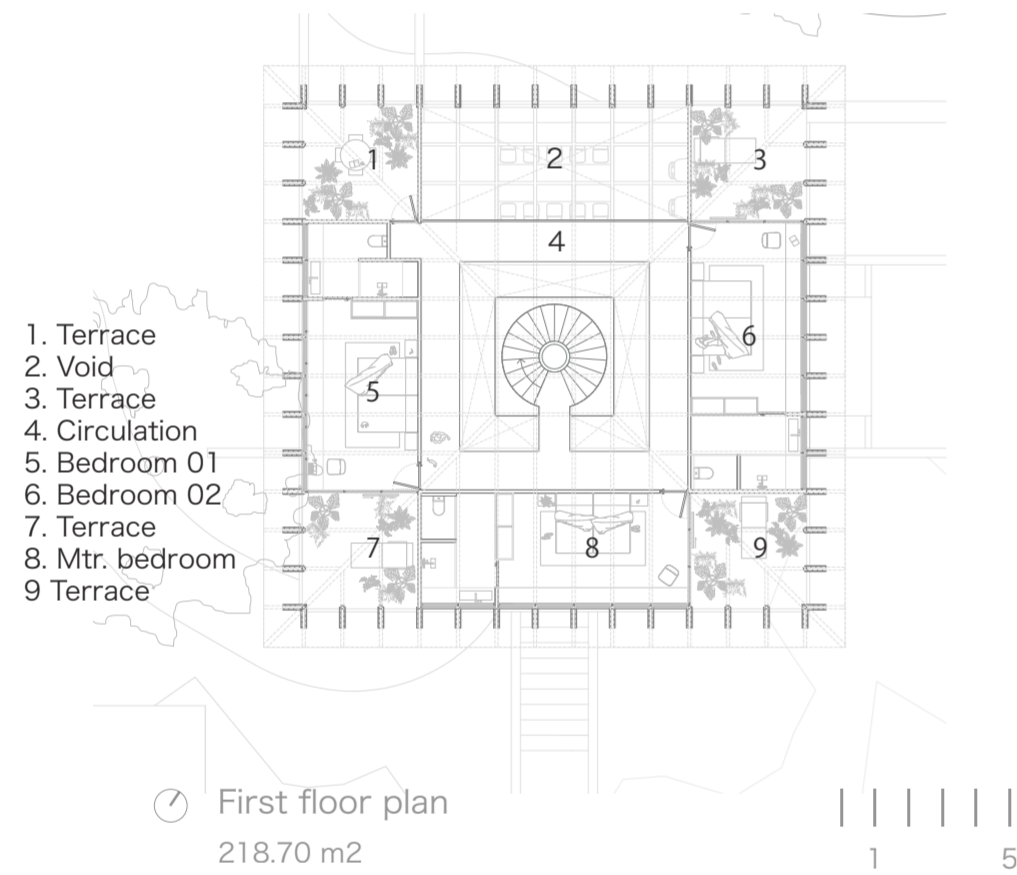 1
2
3
4
5
6
7
8
9
1. Terrace
2. Void
3. Terrace
4. Circulation
5. Bedroom 01
6. Bedroom 02
7. Terrace
8. Mtr. bedroom
9 Terrace
First floor plan
218.70 m2
1 5